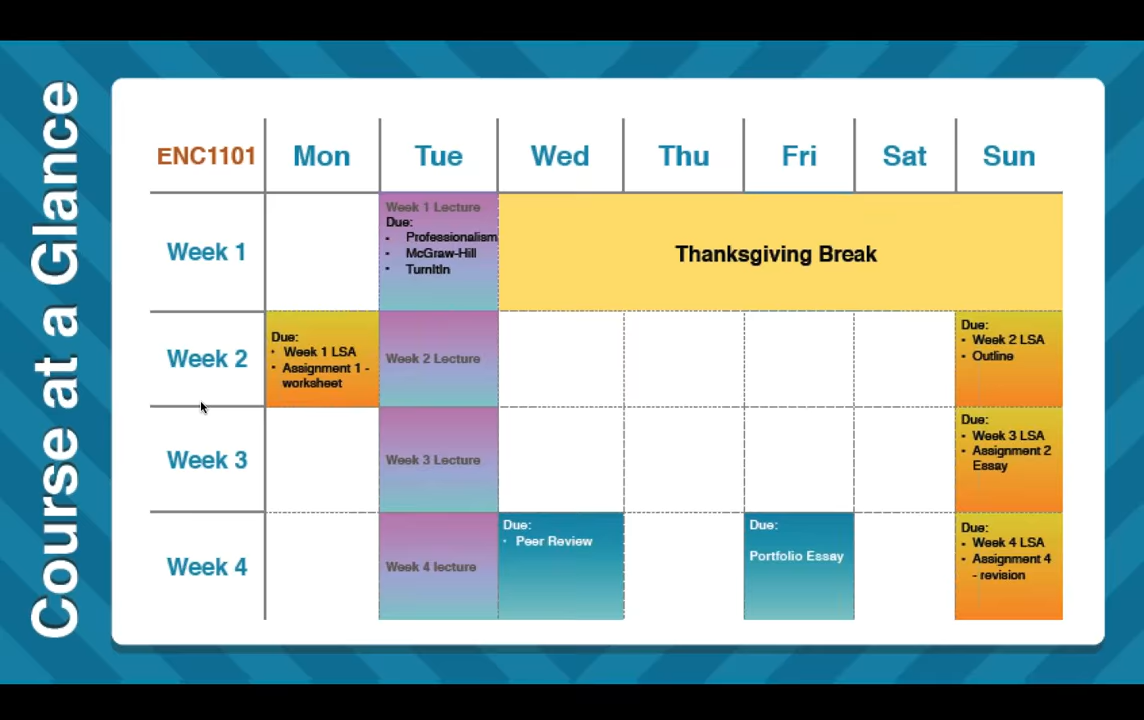 Course at a Glance
ENC1101
Mon
Tue
Wed
Thu
Fri
Sat
Sun
Week 1
Week 1 Lecture
Due:
• Professionalism
• McGraw-Hill
• TurnItIn
Thanksgiving Break
Week 2
Due:
• Week 1 LSA
• Assignment 1 -
worksheet
Week 2 Lecture
Due:
• Week 2 LSA
• Outline
Week 3
Week 3 Lecture
Due:
• Week 3 LSA
• Assignment 2
Essay
Week 4
Week 4 lecture
Due:
• Peer Review
Due:
Portfolio Essay
Due:
• Week 4 LSA
• Assignment 4
- revision